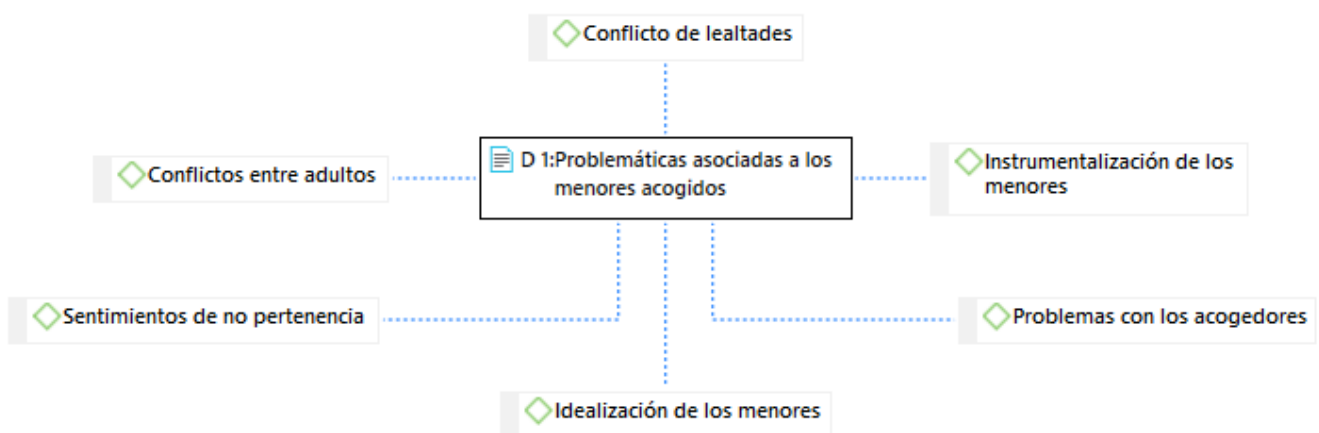 Conflicto de lealtades
D 1:Problemáticas asociadas a los
menores acogidos
Conflictos entre adultos
Instrumentalización de los
menores
Sentimientos de no pertenencia
Problemas con los acogedores
Idealización de los menores